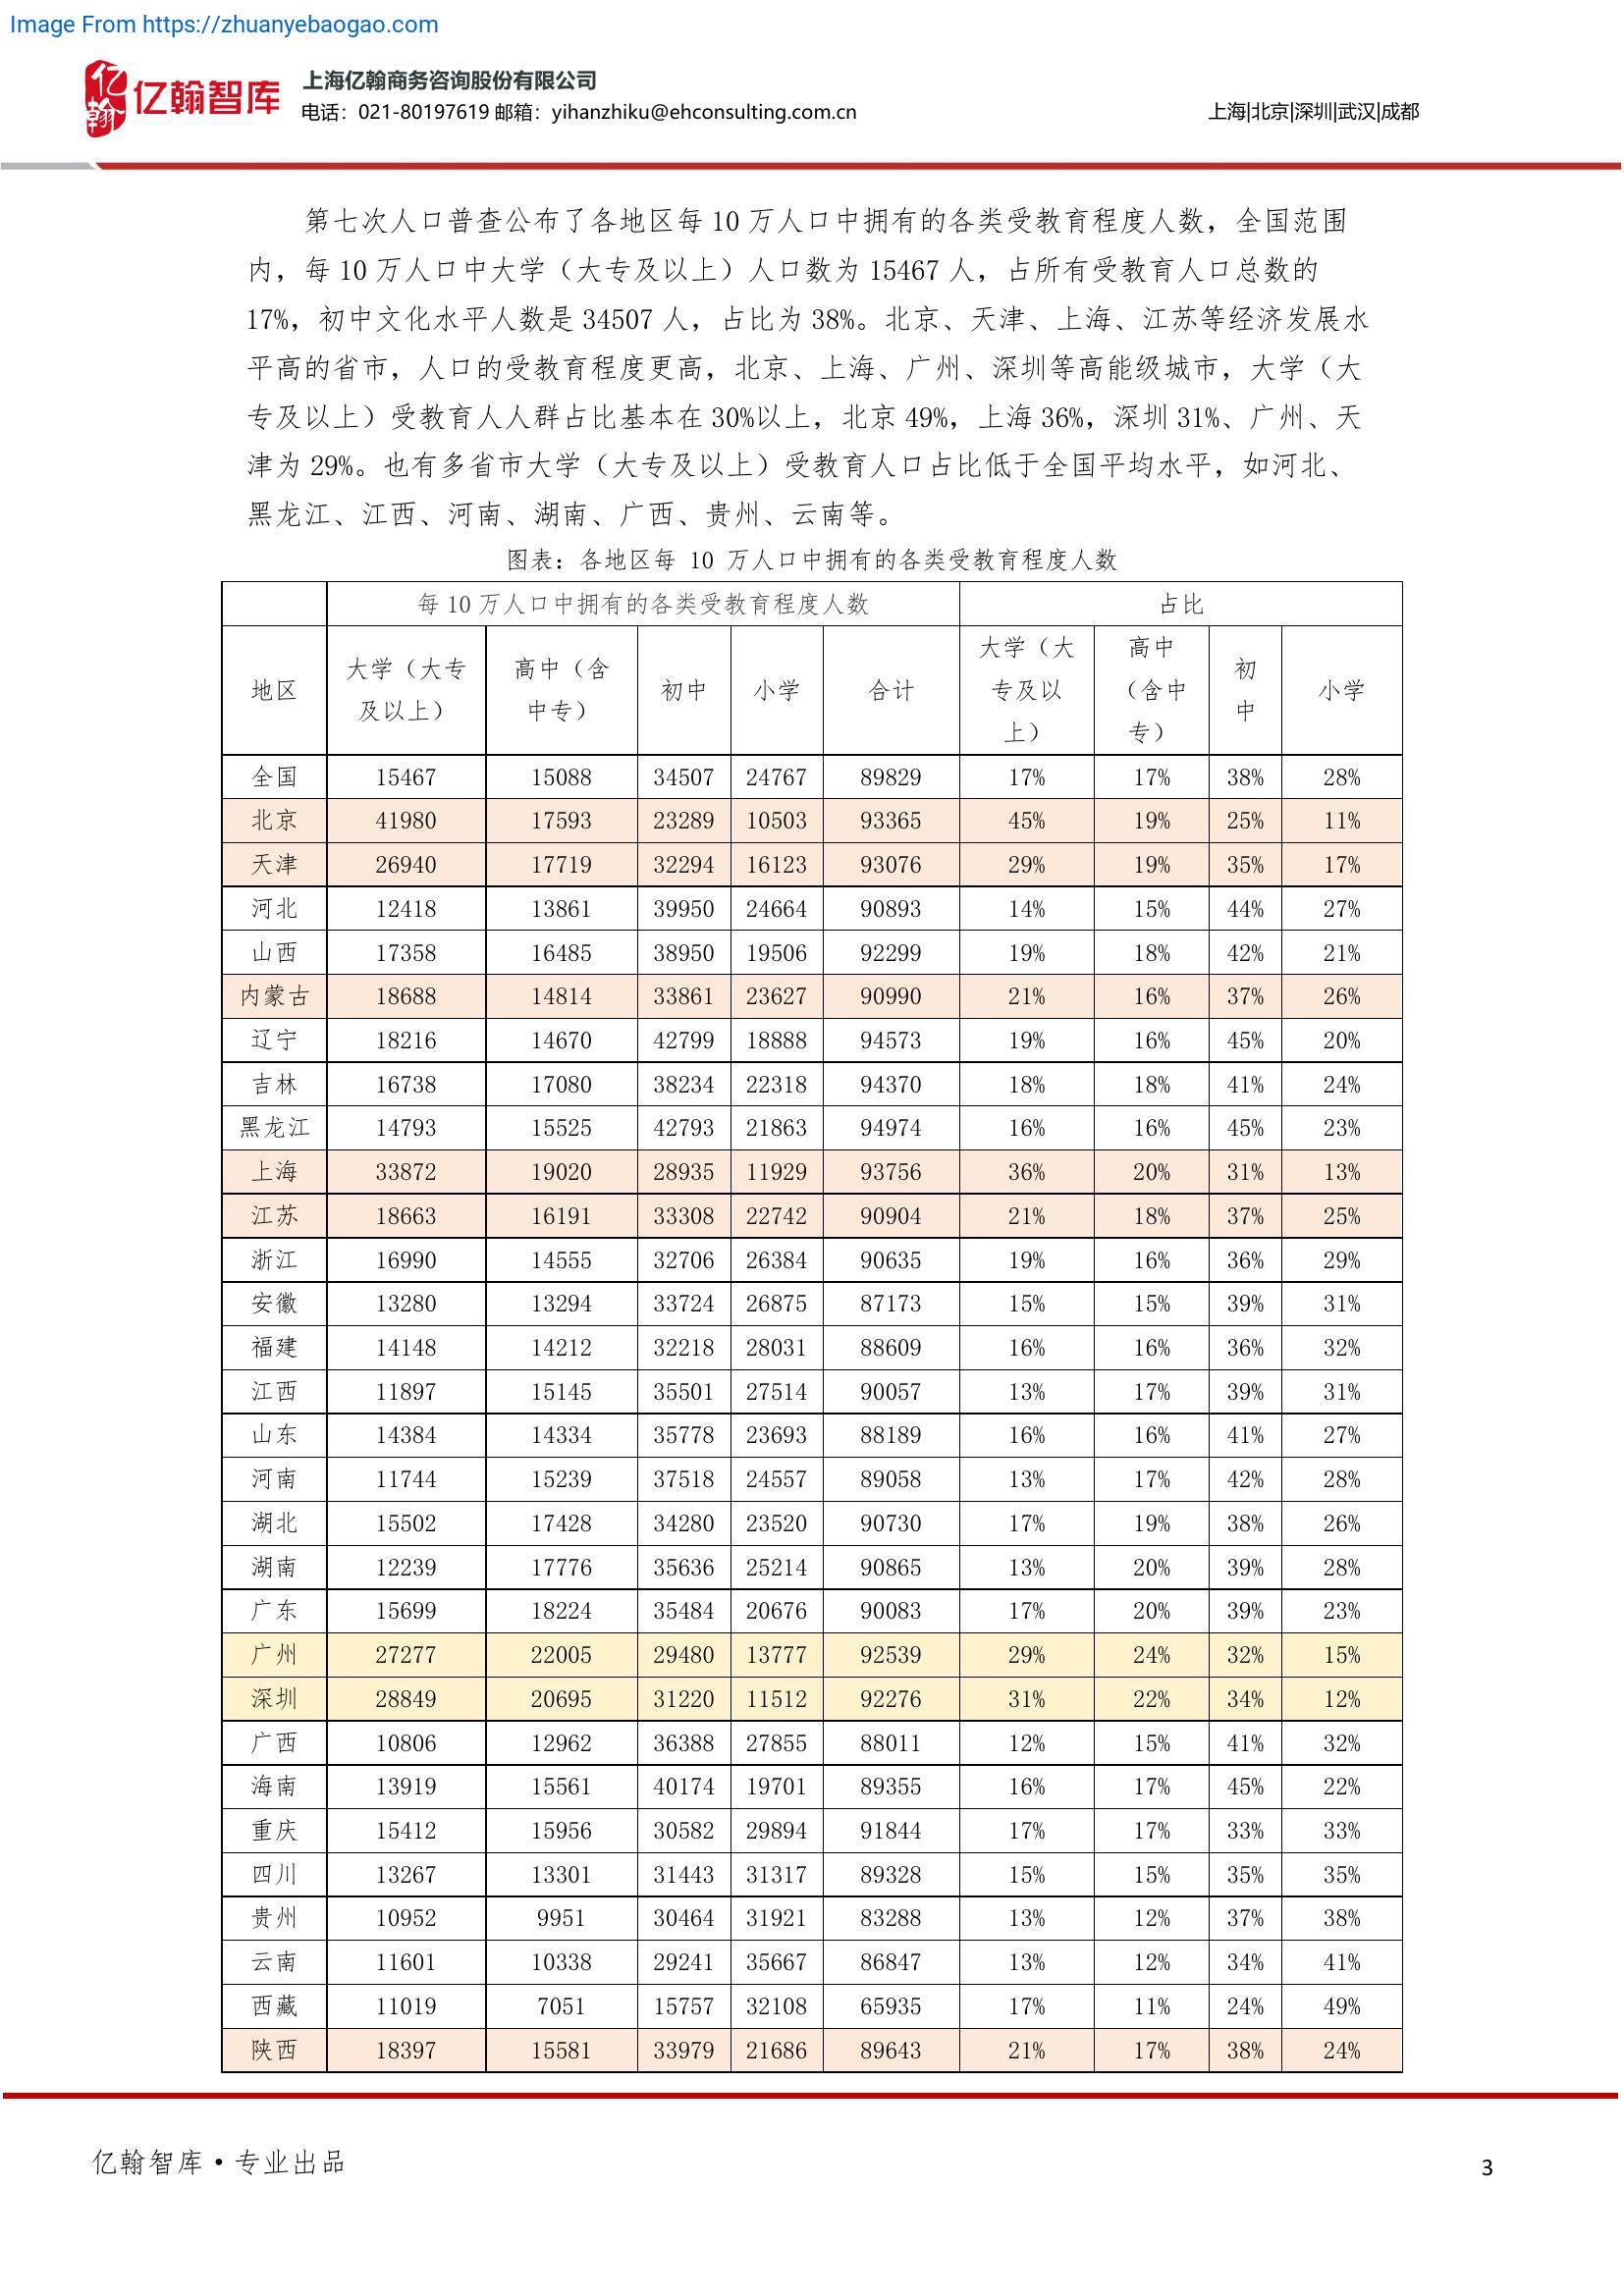 Image From https://zhuanyebaogao.com
亿翰
亿翰智库
上海亿翰商务咨询股份有限公司
电话：021-80197619 邮箱：yihanzhiku@ehconsulting.com.cn
上海|北京|深圳|武汉|成都
第七次人口普查公布了各地区每 10 万人口中拥有的各类受教育程度人数，全国范围
内，每 10 万人口中大学（大专及以上）人口数为 15467 人，占所有受教育人口总数的
17%，初中文化水平人数是 34507 人，占比为 38%。北京、天津、上海、江苏等经济发展水
平高的省市，人口的受教育程度更高，北京、上海、广州、深圳等高能级城市，大学（大
专及以上）受教育人人群占比基本在 30%以上，北京 49%，上海 36%，深圳 31%、广州、天
津为 29%。也有多省市大学（大专及以上）受教育人口占比低于全国平均水平，如河北、
黑龙江、江西、河南、湖南、广西、贵州、云南等。
图表：各地区每 10 万人口中拥有的各类受教育程度人数
每 10 万人口中拥有的各类受教育程度人数 占比
地区 大学（大专及以上） 高中（含中专） 初中 小学 合计 大学（大专及以上） 高中（含中专） 初中 小学
全国 15467 15088 34507 24767 89829 17% 17% 38% 28%
北京 41980 17593 23289 10503 93365 45% 19% 25% 11%
天津 26940 17719 32294 16123 93076 29% 19% 35% 17%
河北 12418 13861 39950 24664 90893 14% 15% 44% 27%
山西 17358 16485 38950 19506 92299 19% 18% 42% 21%
内蒙古 18688 14814 33861 23627 90990 21% 16% 37% 26%
辽宁 18216 14670 42799 18888 94573 19% 16% 45% 20%
吉林 16738 17080 38234 22318 94370 18% 18% 41% 24%
黑龙江 14793 15525 42793 21863 94974 16% 16% 45% 23%
上海 33872 19020 28935 11929 93756 36% 20% 31% 13%
江苏 18663 16191 33308 22742 90904 21% 18% 37% 25%
浙江 16990 14555 32706 26384 90635 19% 16% 36% 29%
安徽 13280 13294 33724 26875 87173 15% 15% 39% 31%
福建 14148 14212 32218 28031 88609 16% 16% 36% 32%
江西 11897 15145 35501 27514 90057 13% 17% 39% 31%
山东 14384 14334 35778 23693 88189 16% 16% 41% 27%
河南 11744 15239 37518 24557 89058 13% 17% 42% 28%
湖北 15502 17428 34280 23520 90730 17% 19% 38% 26%
湖南 12239 17776 35636 25214 90865 13% 20% 39% 28%
广东 15699 18224 35484 20676 90083 17% 20% 39% 23%
广州 27277 22005 29480 13777 92539 29% 24% 32% 15%
深圳 28849 20695 31220 11512 92276 31% 22% 34% 12%
广西 10806 12962 36388 27855 88011 12% 15% 41% 32%
海南 13919 15561 40174 19701 89355 16% 17% 45% 22%
重庆 15412 15956 30582 29894 91844 17% 17% 33% 33%
四川 13267 13301 31443 31317 89328 15% 15% 35% 35%
贵州 10952 9951 30464 31921 83288 13% 12% 37% 38%
云南 11601 10338 29241 35667 86847 13% 12% 34% 41%
西藏 11019 7051 15757 32108 65935 17% 11% 24% 49%
陕西 18397 15581 33979 21686 89643 21% 17% 38% 24%
亿翰智库•专业出品
3